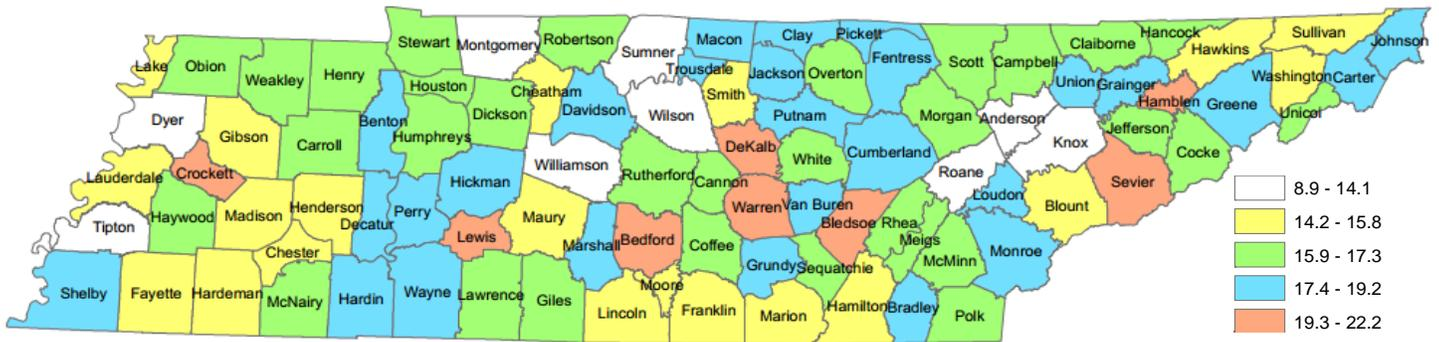 Stewart
Montgomery
Robertson
Sumner
Macon
Clay
Pickett
Fentress
Scott
Campbell
Claiborne
Hancock
Hawkins
Sullivan
Johnson
Lake
Obion
Weakley
Henry
Houston
Cheatham
Davidson
Trousdale
Smith
Jackson
Overton
Union
Grainger
Hamblen
Greene
Washington
Carter
Unicoi
Dyer
Gibson
Carroll
Benton
Humphreys
Dickson
Wilson
Putnam
Morgan
Anderson
Knox
Jefferson
Cocke
Lauderdale
Crockett
Hickman
Williamson
Rutherford
Cannon
DeKalb
White
Cumberland
Roane
Loudon
Blount
Sevier
8.9 - 14.1
Tipton
Haywood
Madison
Henderson
Decatur
Perry
Lewis
Maury
Marshall
Bedford
Coffee
Warren
Van Buren
Bledsoe
Rhea
Meigs
McMinn
Monroe
14.2 - 15.8
15.9 - 17.3
Shelby
Fayette
Hardeman
Chester
McNairy
Hardin
Wayne
Lawrence
Giles
Lincoln
Moore
Franklin
Grundy
Sequatchie
Marion
Hamilton
Bradley
Polk
17.4 - 19.2
19.3 - 22.2